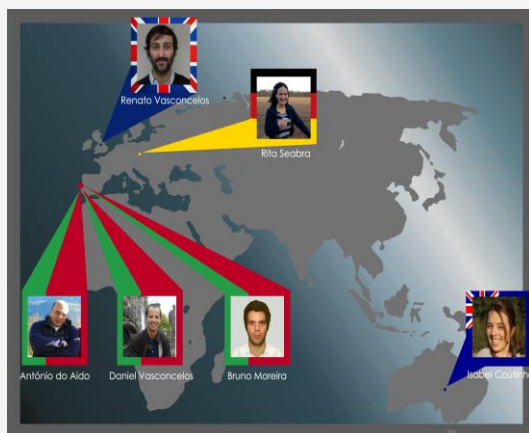 Renato Vasconcelos
Rita Seabra
António do Aido
Daniel Vasconcelos
Bruno Moreira
Isabel Coutinho